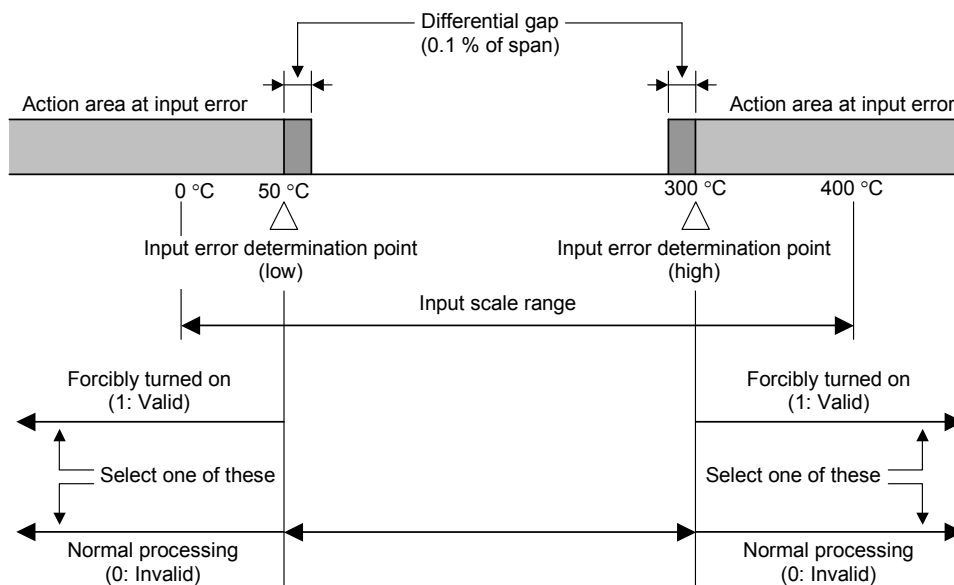 Differential gap
(0.1 % of span)
Action area at input error
Action area at input error
0 °C
50 °C
300 °C
400 °C
Input error determination point
(low)
Input error determination point
(high)
Input scale range
Forcibly turned on
(1: Valid)
Forcibly turned on
(1: Valid)
Select one of these
Select one of these
Normal processing
(0: Invalid)
Normal processing
(0: Invalid)